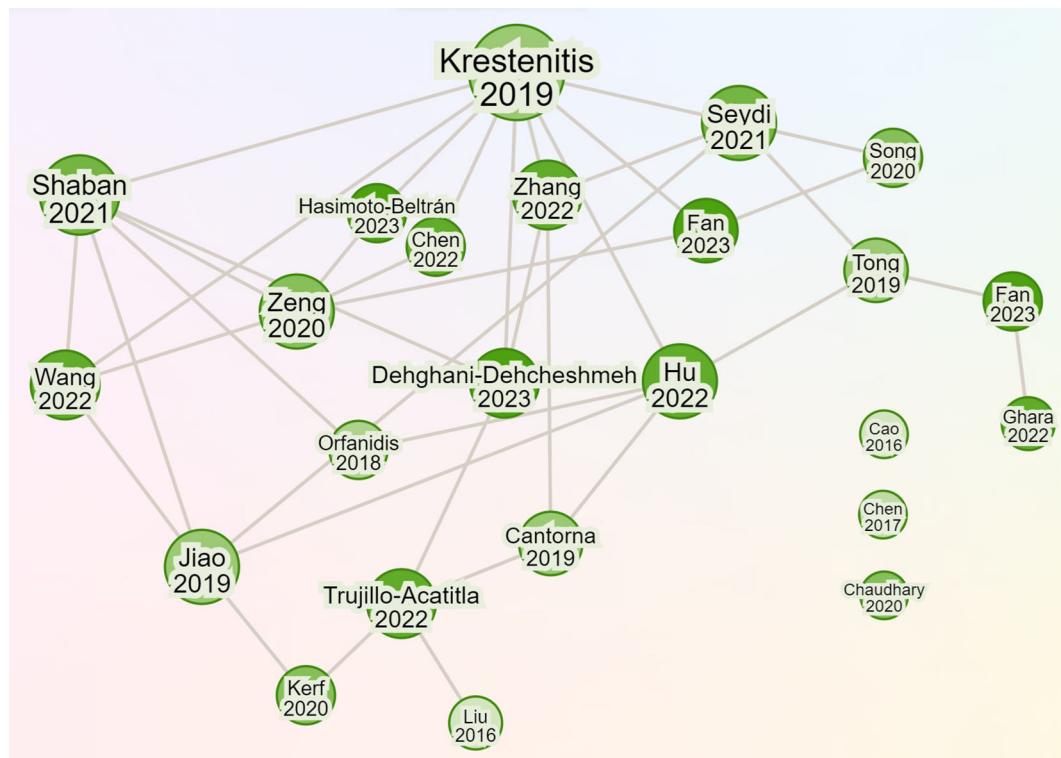 Krestenitis
2019
Seydi
2021
Song
2020
Shaban
2021
Hasimoto-Beltrán
2023
Zhang
2022
Fan
2023
Chen
2022
Tong
2019
Zeng
2020
Fan
2023
Wang
2022
Dehghani-Dehcheshmeh
2023
Hu
2022
Ghara
2022
Cao
2016
Orfanidis
2018
Chen
2017
Cantorna
2019
Jiao
2019
Chaudhary
2020
Trujillo-Acatitla
2022
Kerf
2020
Liu
2016